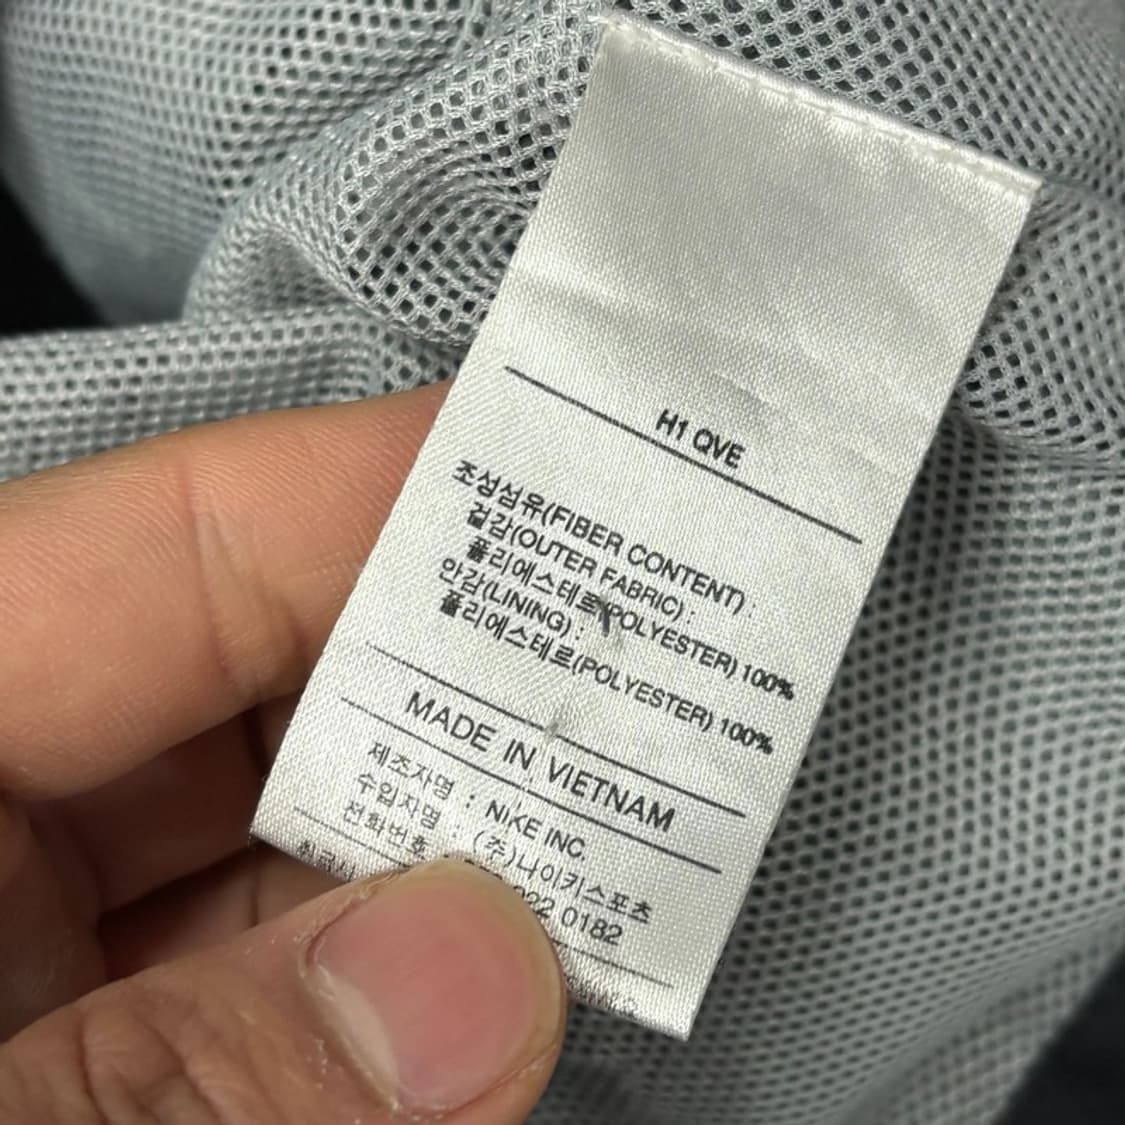 H1 QVE
조성섬유(FIBER CONTENT) :
겉감(OUTER FABRIC) :
폴리에스테르(POLYESTER) 100%
안감(LINING) :
폴리에스테르(POLYESTER) 100%
MADE IN VIETNAM
제조자명 : NIKE INC.
수입자명 : (주)나이키스포츠
전화번호 : 022 0182